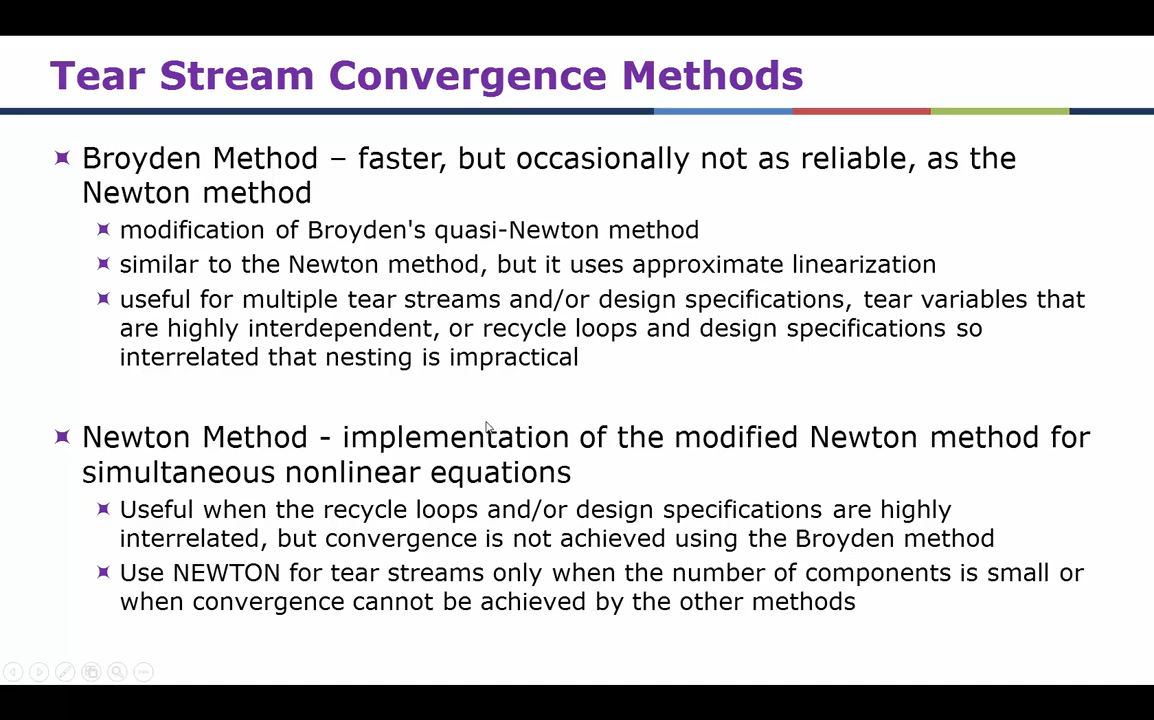 Tear Stream Convergence Methods
Broyden Method – faster, but occasionally not as reliable, as the
Newton method
modification of Broyden's quasi-Newton method
similar to the Newton method, but it uses approximate linearization
useful for multiple tear streams and/or design specifications, tear variables that
are highly interdependent, or recycle loops and design specifications so
interrelated that nesting is impractical
Newton Method - implementation of the modified Newton method for
simultaneous nonlinear equations
Useful when the recycle loops and/or design specifications are highly
interrelated, but convergence is not achieved using the Broyden method
Use NEWTON for tear streams only when the number of components is small or
when convergence cannot be achieved by the other methods